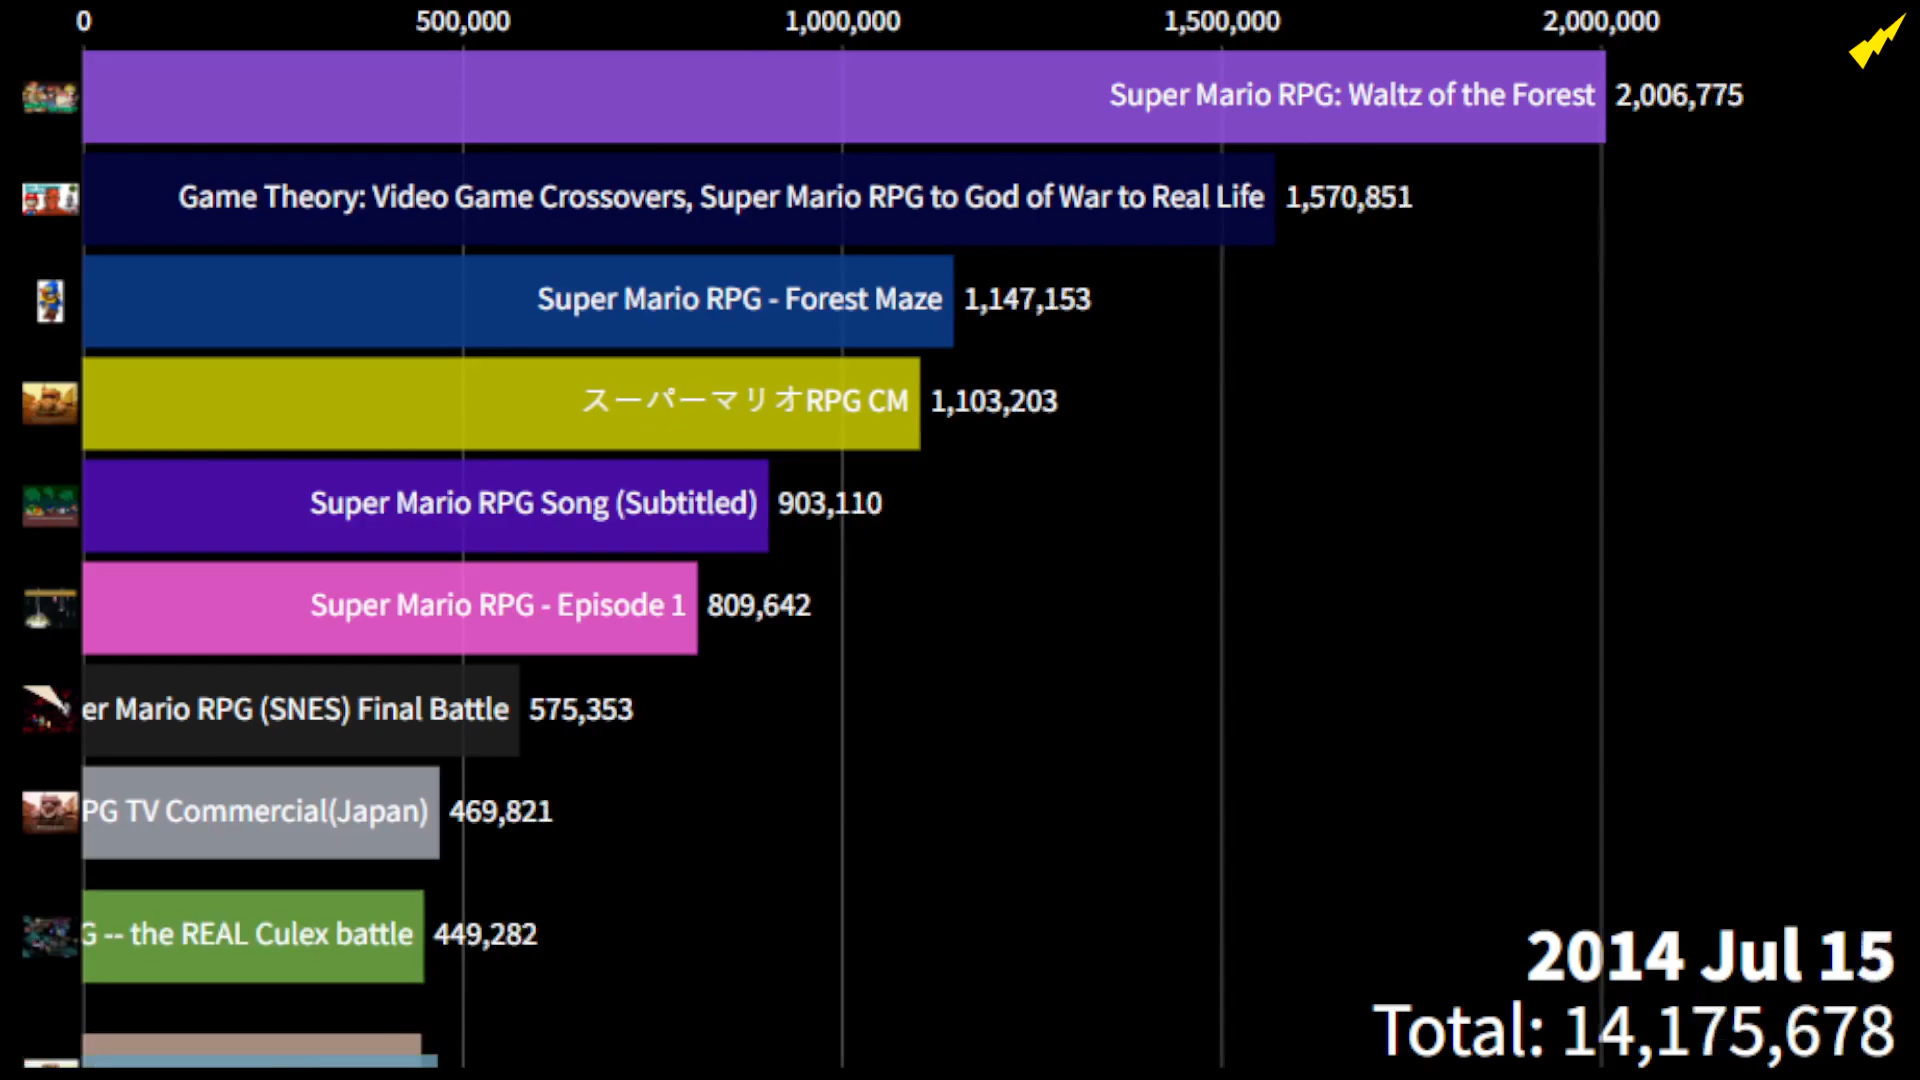 0 500,000 1,000,000 1,500,000 2,000,000
Super Mario RPG: Waltz of the Forest 2,006,775
Game Theory: Video Game Crossovers, Super Mario RPG to God of War to Real Life 1,570,851
Super Mario RPG - Forest Maze 1,147,153
スーパーマリオRPG CM 1,103,203
Super Mario RPG Song (Subtitled) 903,110
Super Mario RPG - Episode 1 809,642
er Mario RPG (SNES) Final Battle 575,353
PG TV Commercial(Japan) 469,821
G -- the REAL Culex battle 449,282
2014 Jul 15
Total: 14,175,678